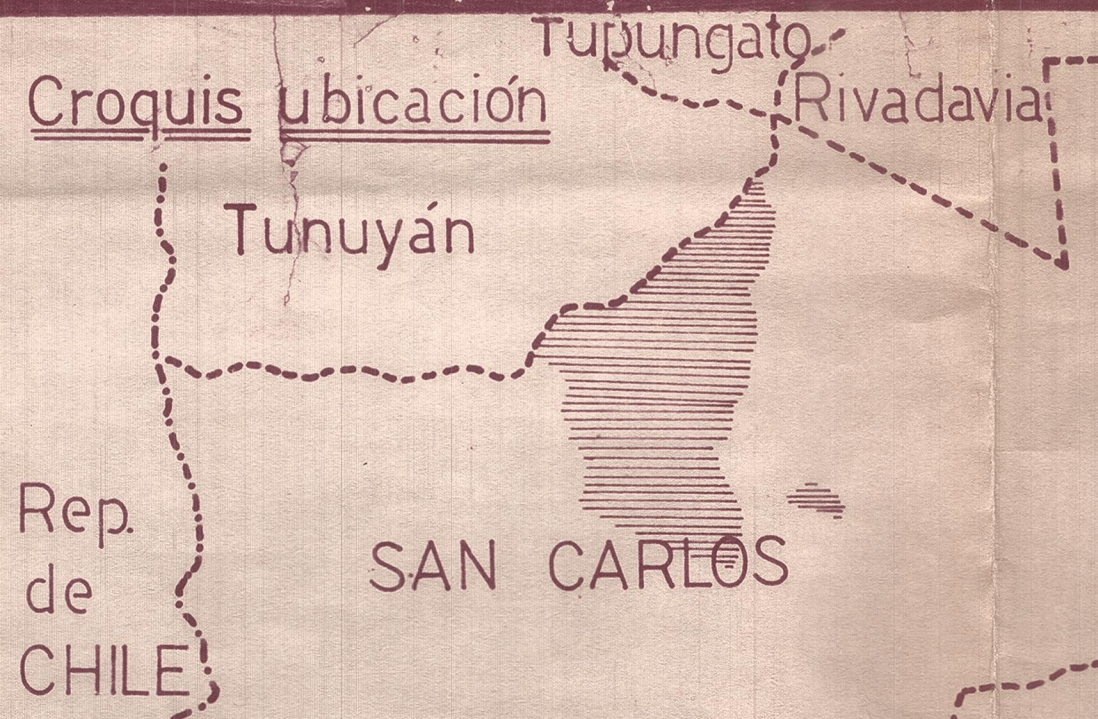 Tupungato
Croquis ubicación
Rivadavia
Tunuyán
Rep.
de
CHILE
SAN CARLOS